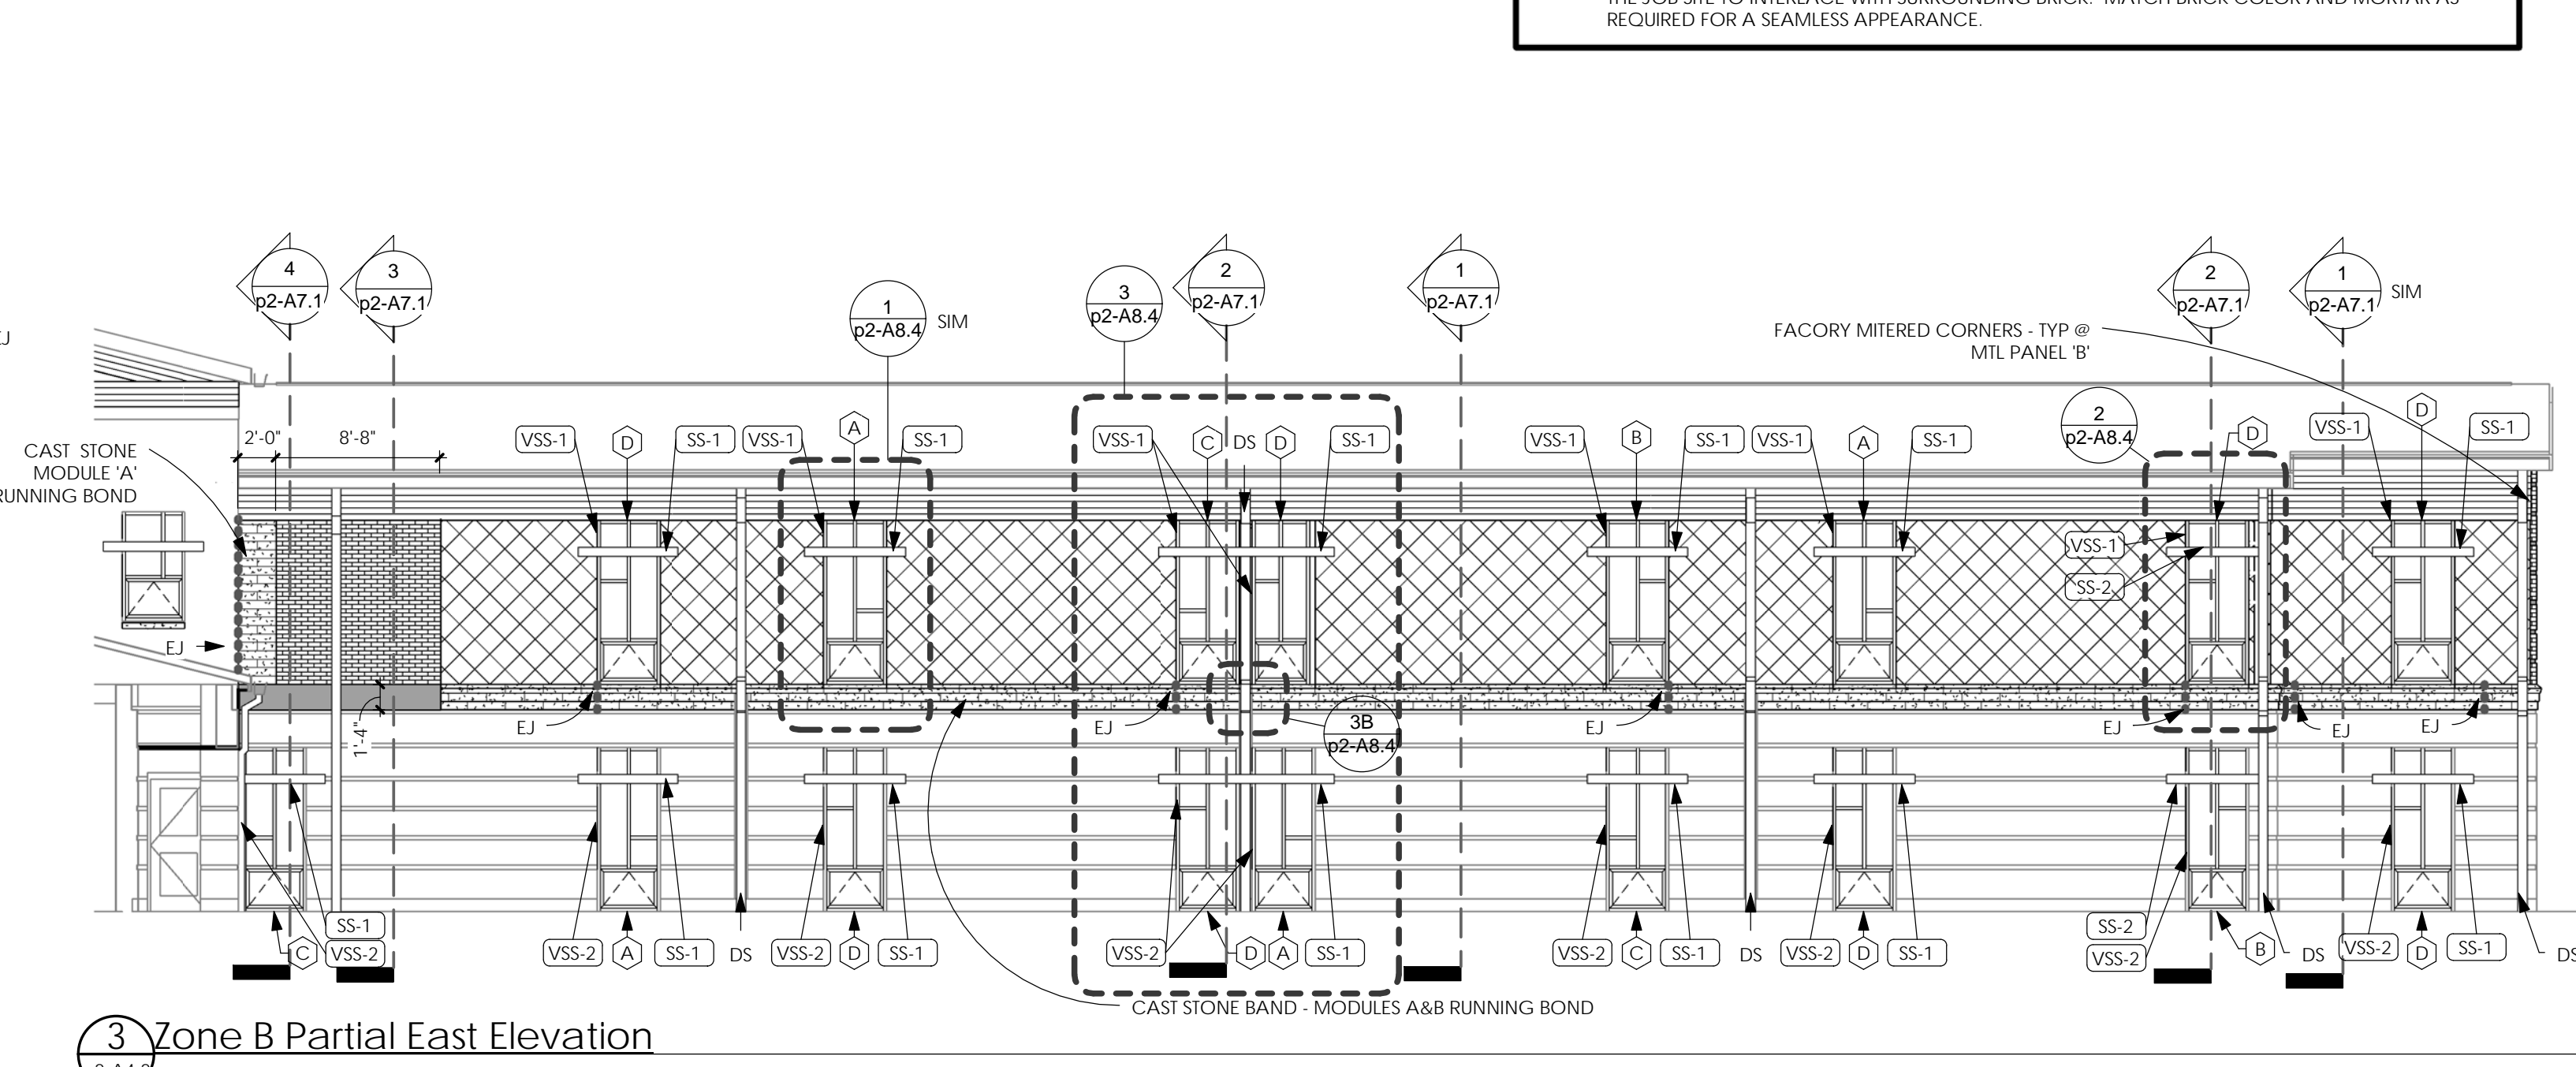 REQUIRED FOR A SEAMLESS APPEARANCE.
4
p2-A7.1
3
p2-A7.1
1
p2-A8.4
SIM
3
p2-A8.4
2
p2-A7.1
1
p2-A7.1
2
p2-A7.1
1
p2-A7.1
SIM
EJ
FACORY MITERED CORNERS - TYP @
MTL PANEL 'B'
2
p2-A8.4
CAST STONE
MODULE 'A'
RUNNING BOND
2'-0"
8'-8"
VSS-1
D
SS-1
VSS-1
A
SS-1
VSS-1
C
DS
D
SS-1
VSS-1
B
SS-1
VSS-1
A
SS-1
D
VSS-1
D
SS-1
VSS-1
SS-2
EJ
1'-4"
EJ
EJ
3B
p2-A8.4
EJ
EJ
EJ
EJ
SS-1
VSS-2
C
VSS-2
A
SS-1
DS
VSS-2
D
SS-1
VSS-2
D
A
SS-1
VSS-2
C
SS-1
DS
VSS-2
D
SS-1
SS-2
VSS-2
B
DS
VSS-2
D
SS-1
DS
CAST STONE BAND - MODULES A&B RUNNING BOND
3
Zone B Partial East Elevation